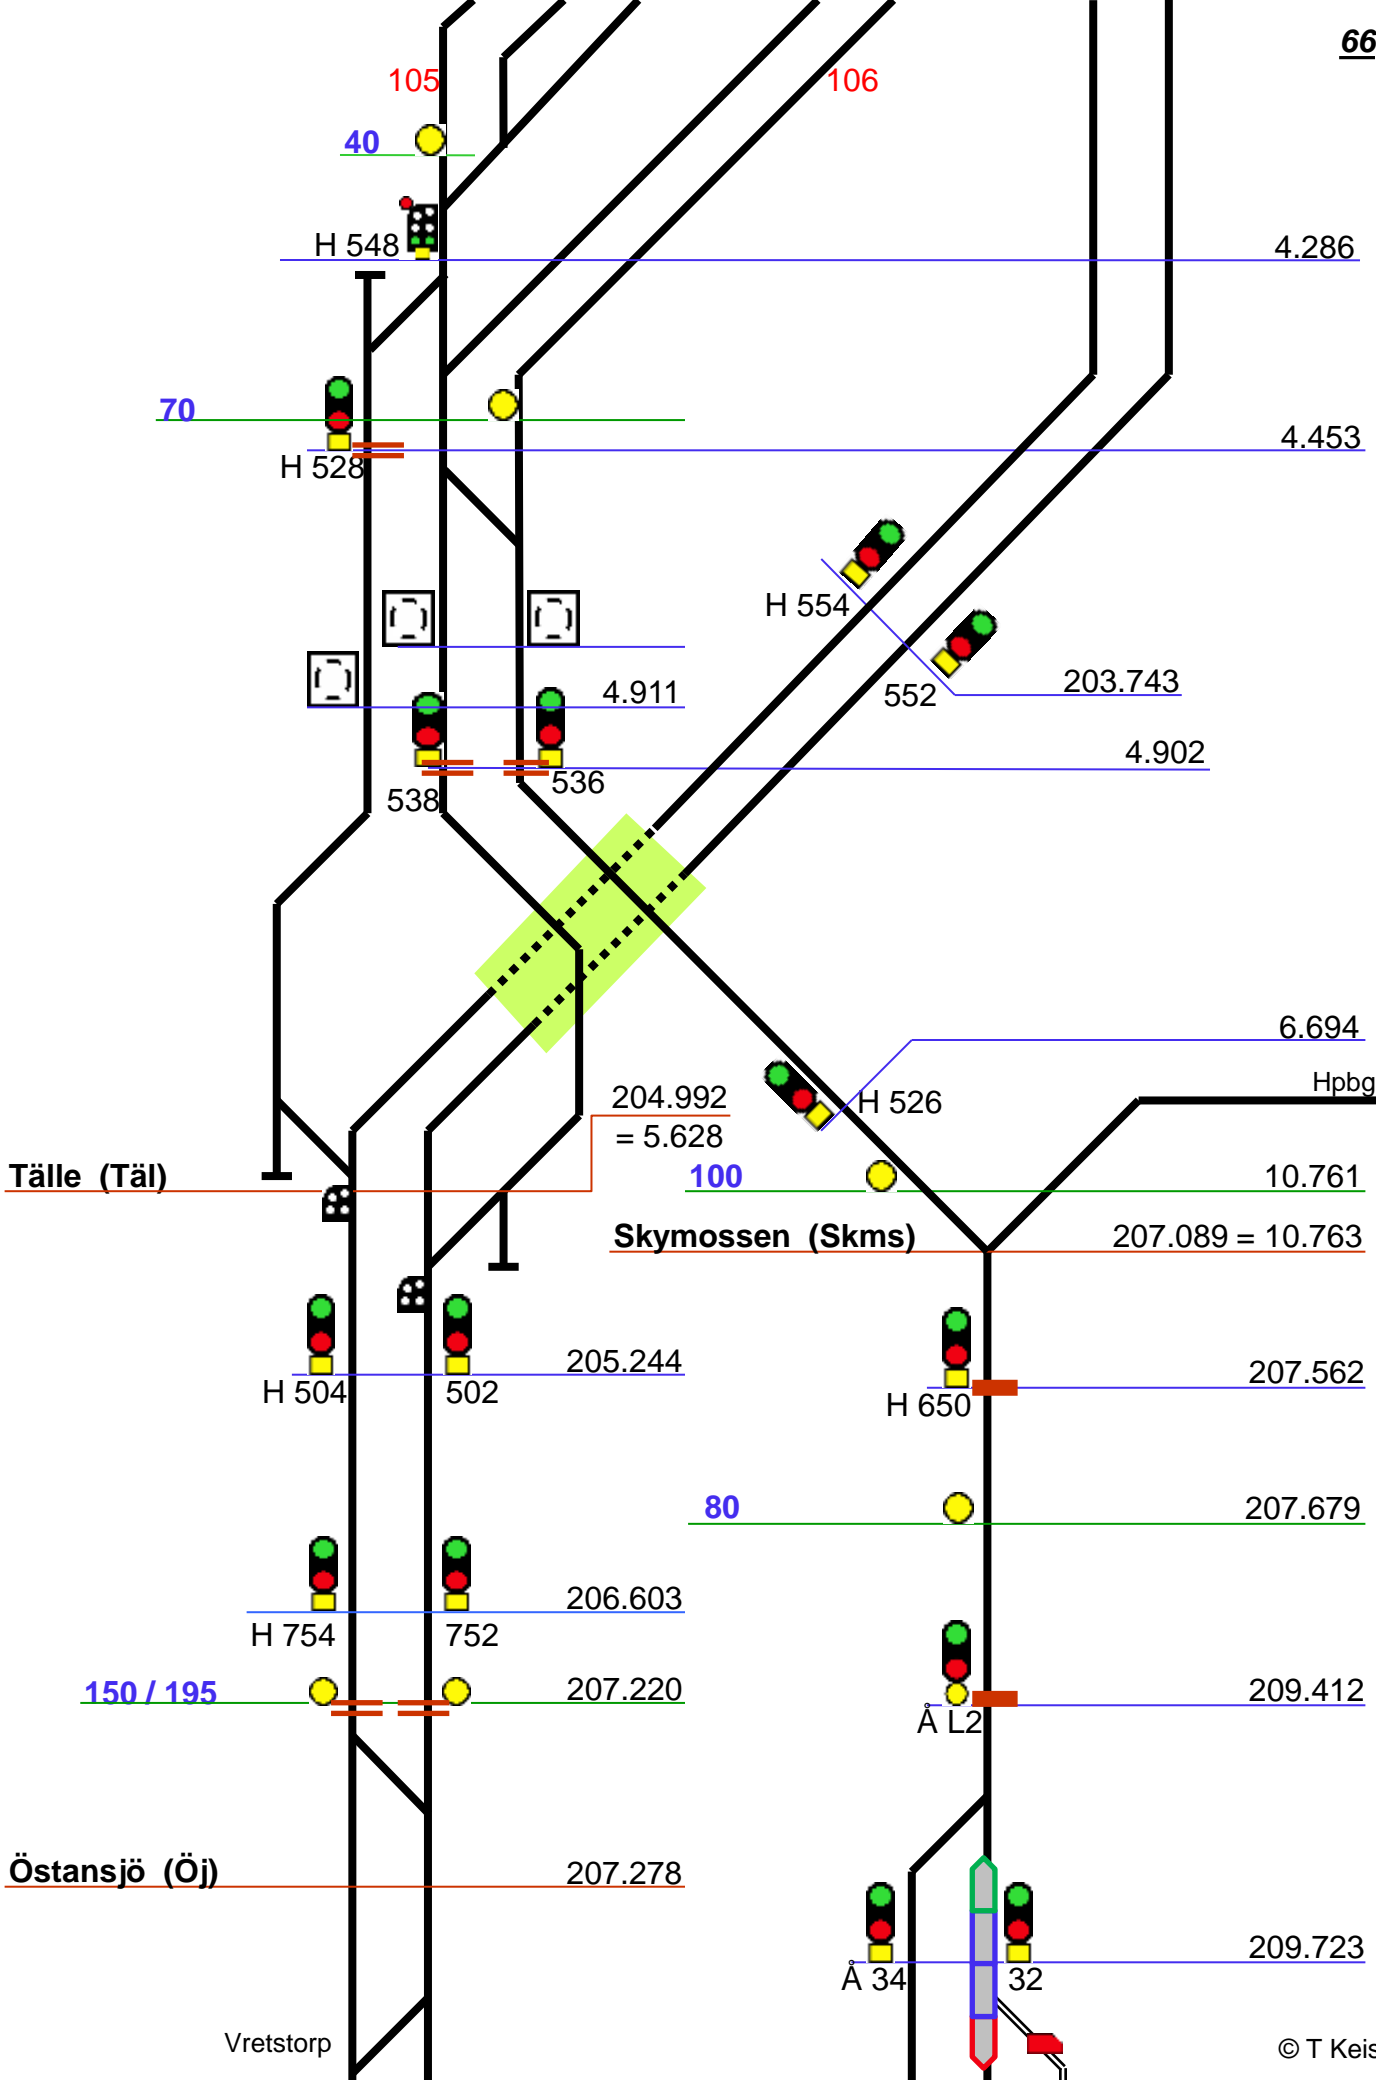 66
105
106
40
H 548
4.286
70
4.453
H 528
H 554
552
203.743
4.911
4.902
536
538
6.694
Hpbg
H 526
204.992
= 5.628
Tälle (Täl)
100
10.761
Skymossen (Skms)
207.089 = 10.763
205.244
207.562
H 504
502
H 650
80
207.679
206.603
H 754
752
150 / 195
207.220
209.412
Å L2
Östansjö (Öj)
207.278
209.723
Å 34
32
Vretstorp
© T Keis